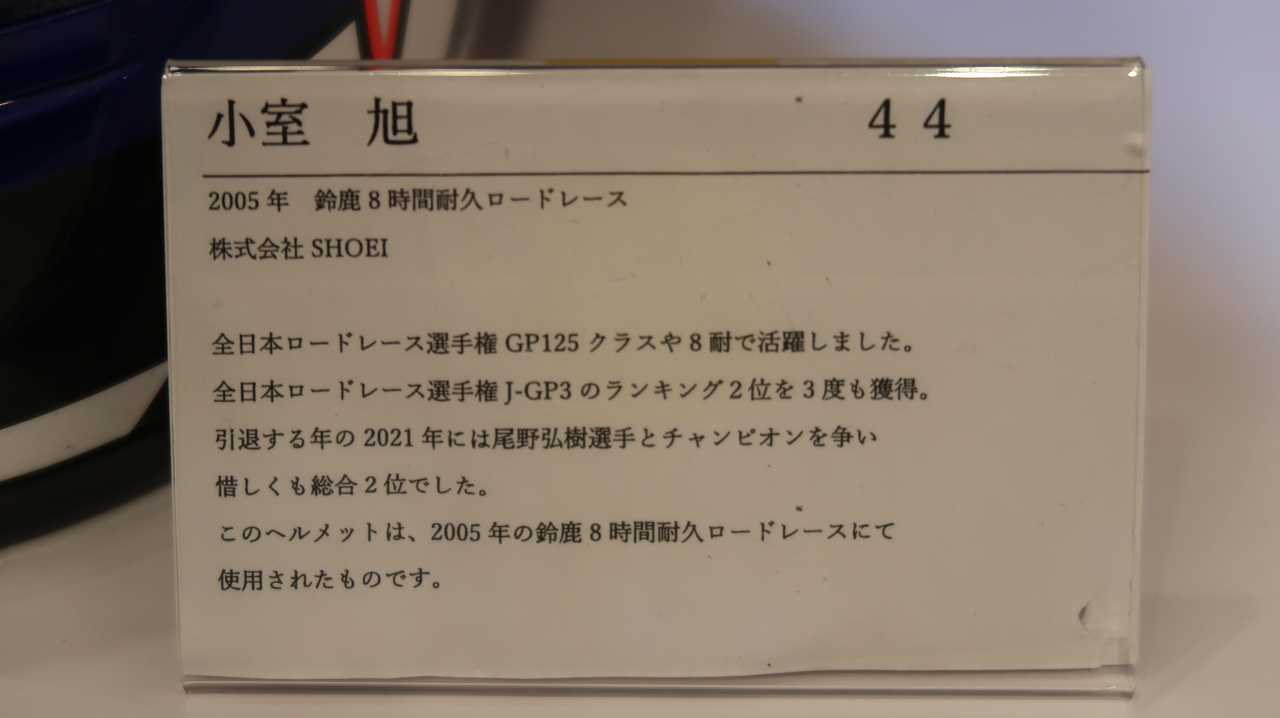 小室　旭　４４
2005 年　鈴鹿 8 時間耐久ロードレース
株式会社 SHOEI
全日本ロードレース選手権 GP125 クラスや 8 耐で活躍しました。
全日本ロードレース選手権 J-GP3 のランキング 2 位を 3 度も獲得。
引退する年の 2021 年には尾野弘樹選手とチャンピオンを争い
惜しくも総合 2 位でした。
このヘルメットは、2005 年の鈴鹿 8 時間耐久ロードレースにて
使用されたものです。